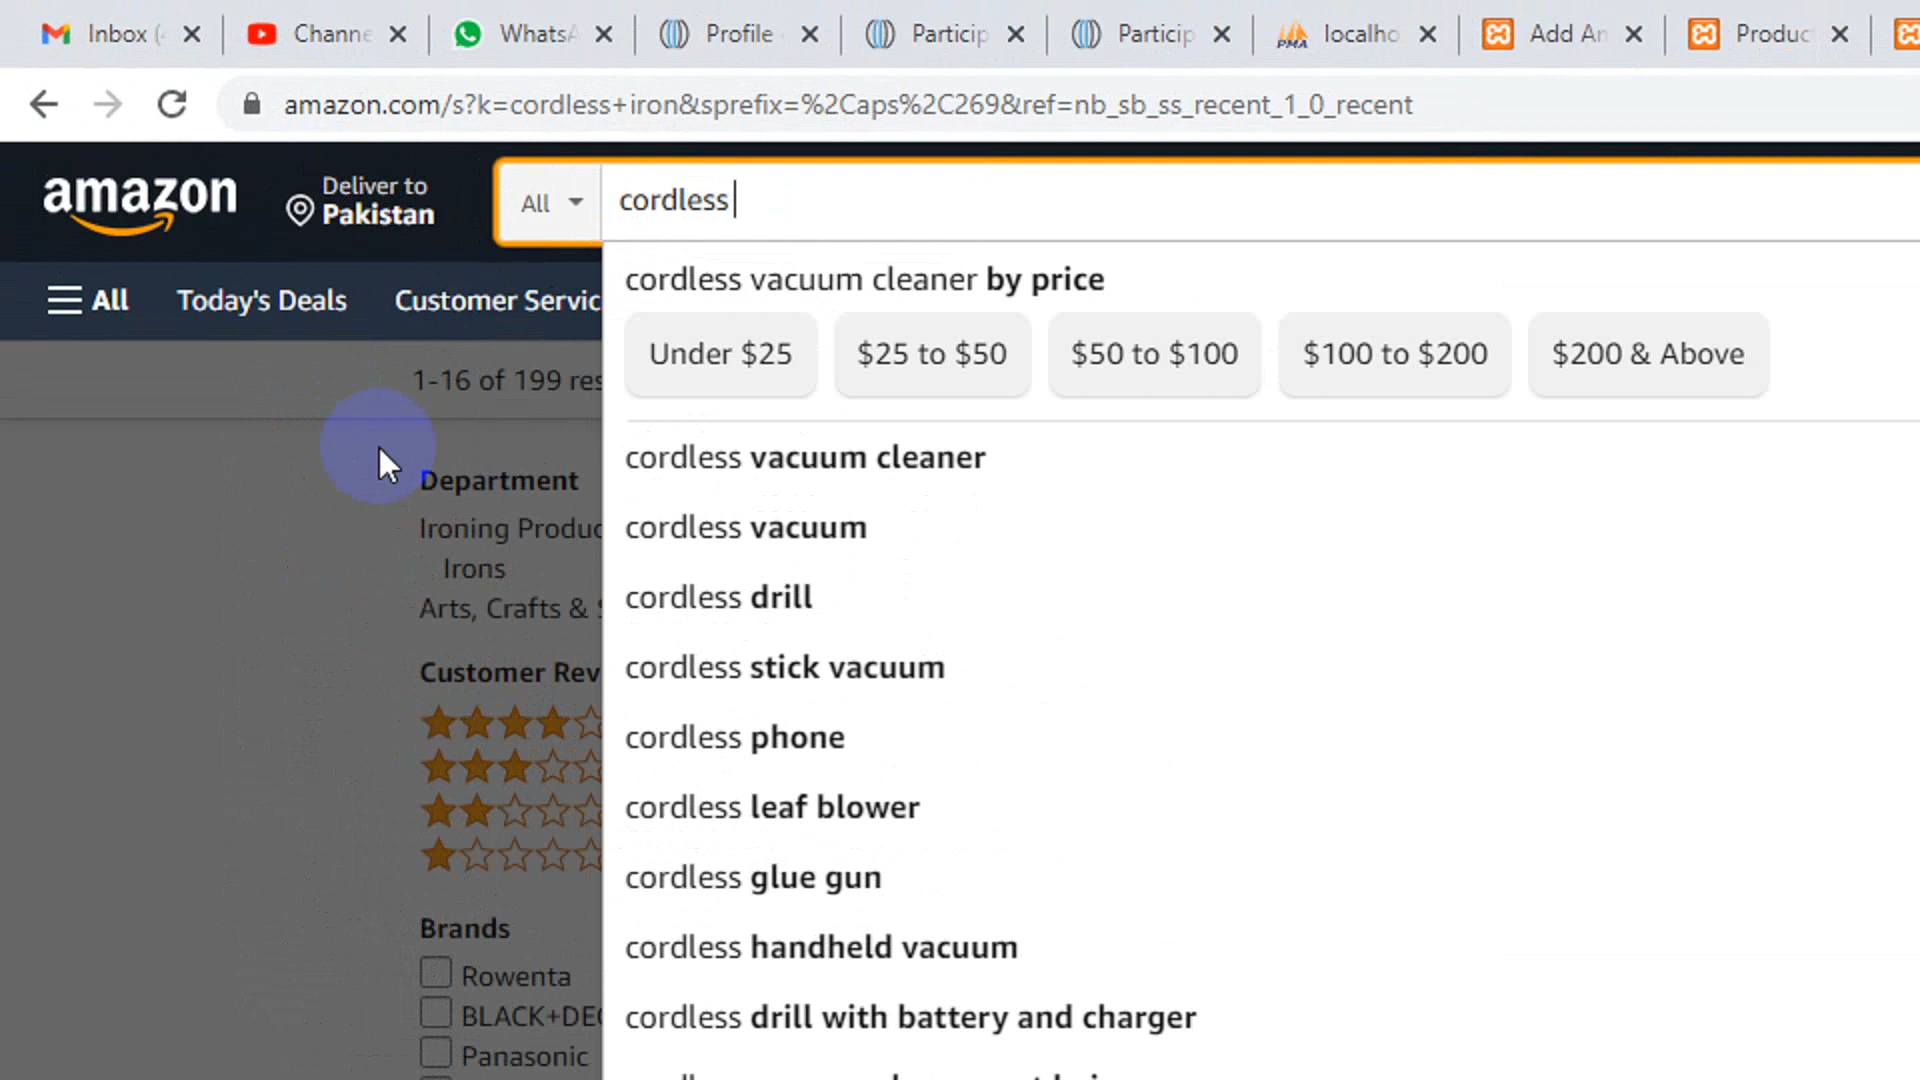 Inbox (
Channe
WhatsA
Profile
Particip
Particip
PMA
localho
Add An
Produc
amazon.com/s?k=cordless+iron&sprefix=%2Caps%2C269&ref=nb_sb_ss_recent_1_0_recent
amazon
Deliver to
Pakistan
All
cordless
All
Today's Deals
Customer Servic
cordless vacuum cleaner by price
Under $25
$25 to $50
$50 to $100
$100 to $200
$200 & Above
1-16 of 199 res
cordless vacuum cleaner
cordless vacuum
cordless drill
cordless stick vacuum
cordless phone
cordless leaf blower
cordless glue gun
cordless handheld vacuum
cordless drill with battery and charger
Department
Ironing Produc
Irons
Arts, Crafts &
Customer Rev
Brands
Rowenta
BLACK+DEC
Panasonic